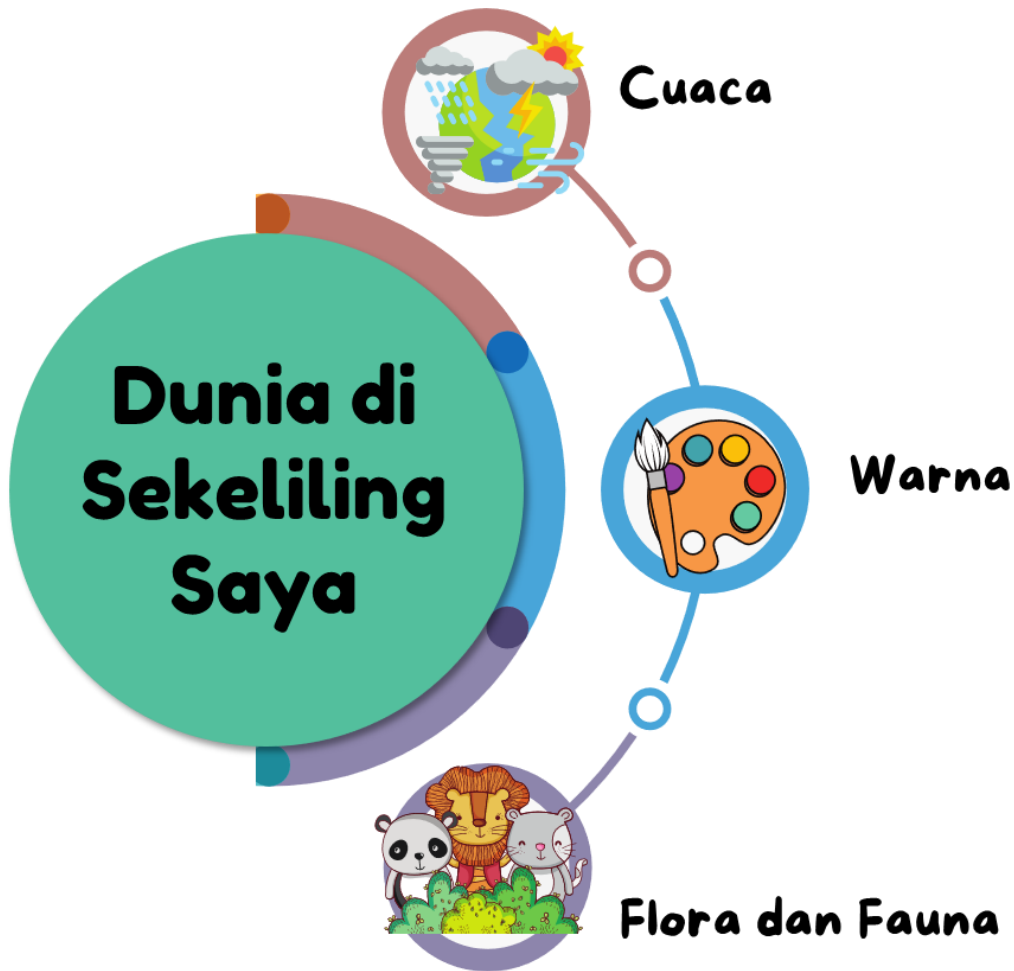 Cuaca
Dunia di
Sekeliling
Saya
Warna
Flora dan Fauna